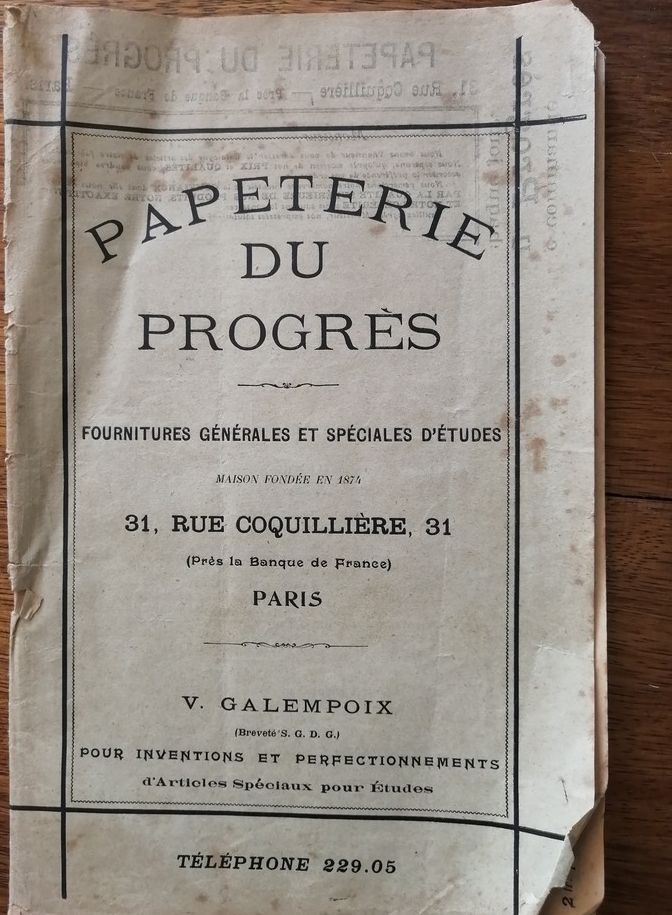 PAPETERIE
DU
PROGRÈS
FOURNITURES GÉNÉRALES ET SPÉCIALES D'ÉTUDES
MAISON FONDÉE EN 1874
31, RUE COQUILLIÈRE, 31
(Près la Banque de France)
PARIS
V. GALEMPOIX
(Breveté S. G. D. G.)
POUR INVENTIONS ET PERFECTIONNEMENTS
d'Articles Spéciaux pour Études
TÉLÉPHONE 229.05